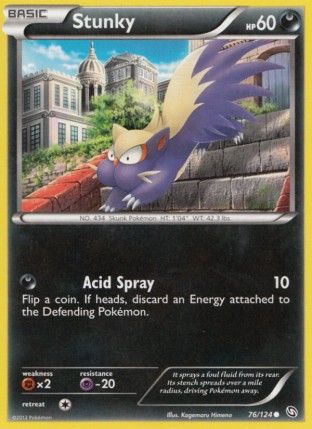 BASIC
Stunky
HP60
NO. 434 Skunk Pokémon HT: 1'04" WT: 42.3 lbs.
Acid Spray 10
Flip a coin. If heads, discard an Energy attached to
the Defending Pokémon.
weakness
×2
resistance
-20
retreat
It sprays a foul fluid from its rear.
Its stench spreads over a mile
radius, driving Pokémon away.
©2012 Pokémon
Illus. Kagemaru Himeno
76/124